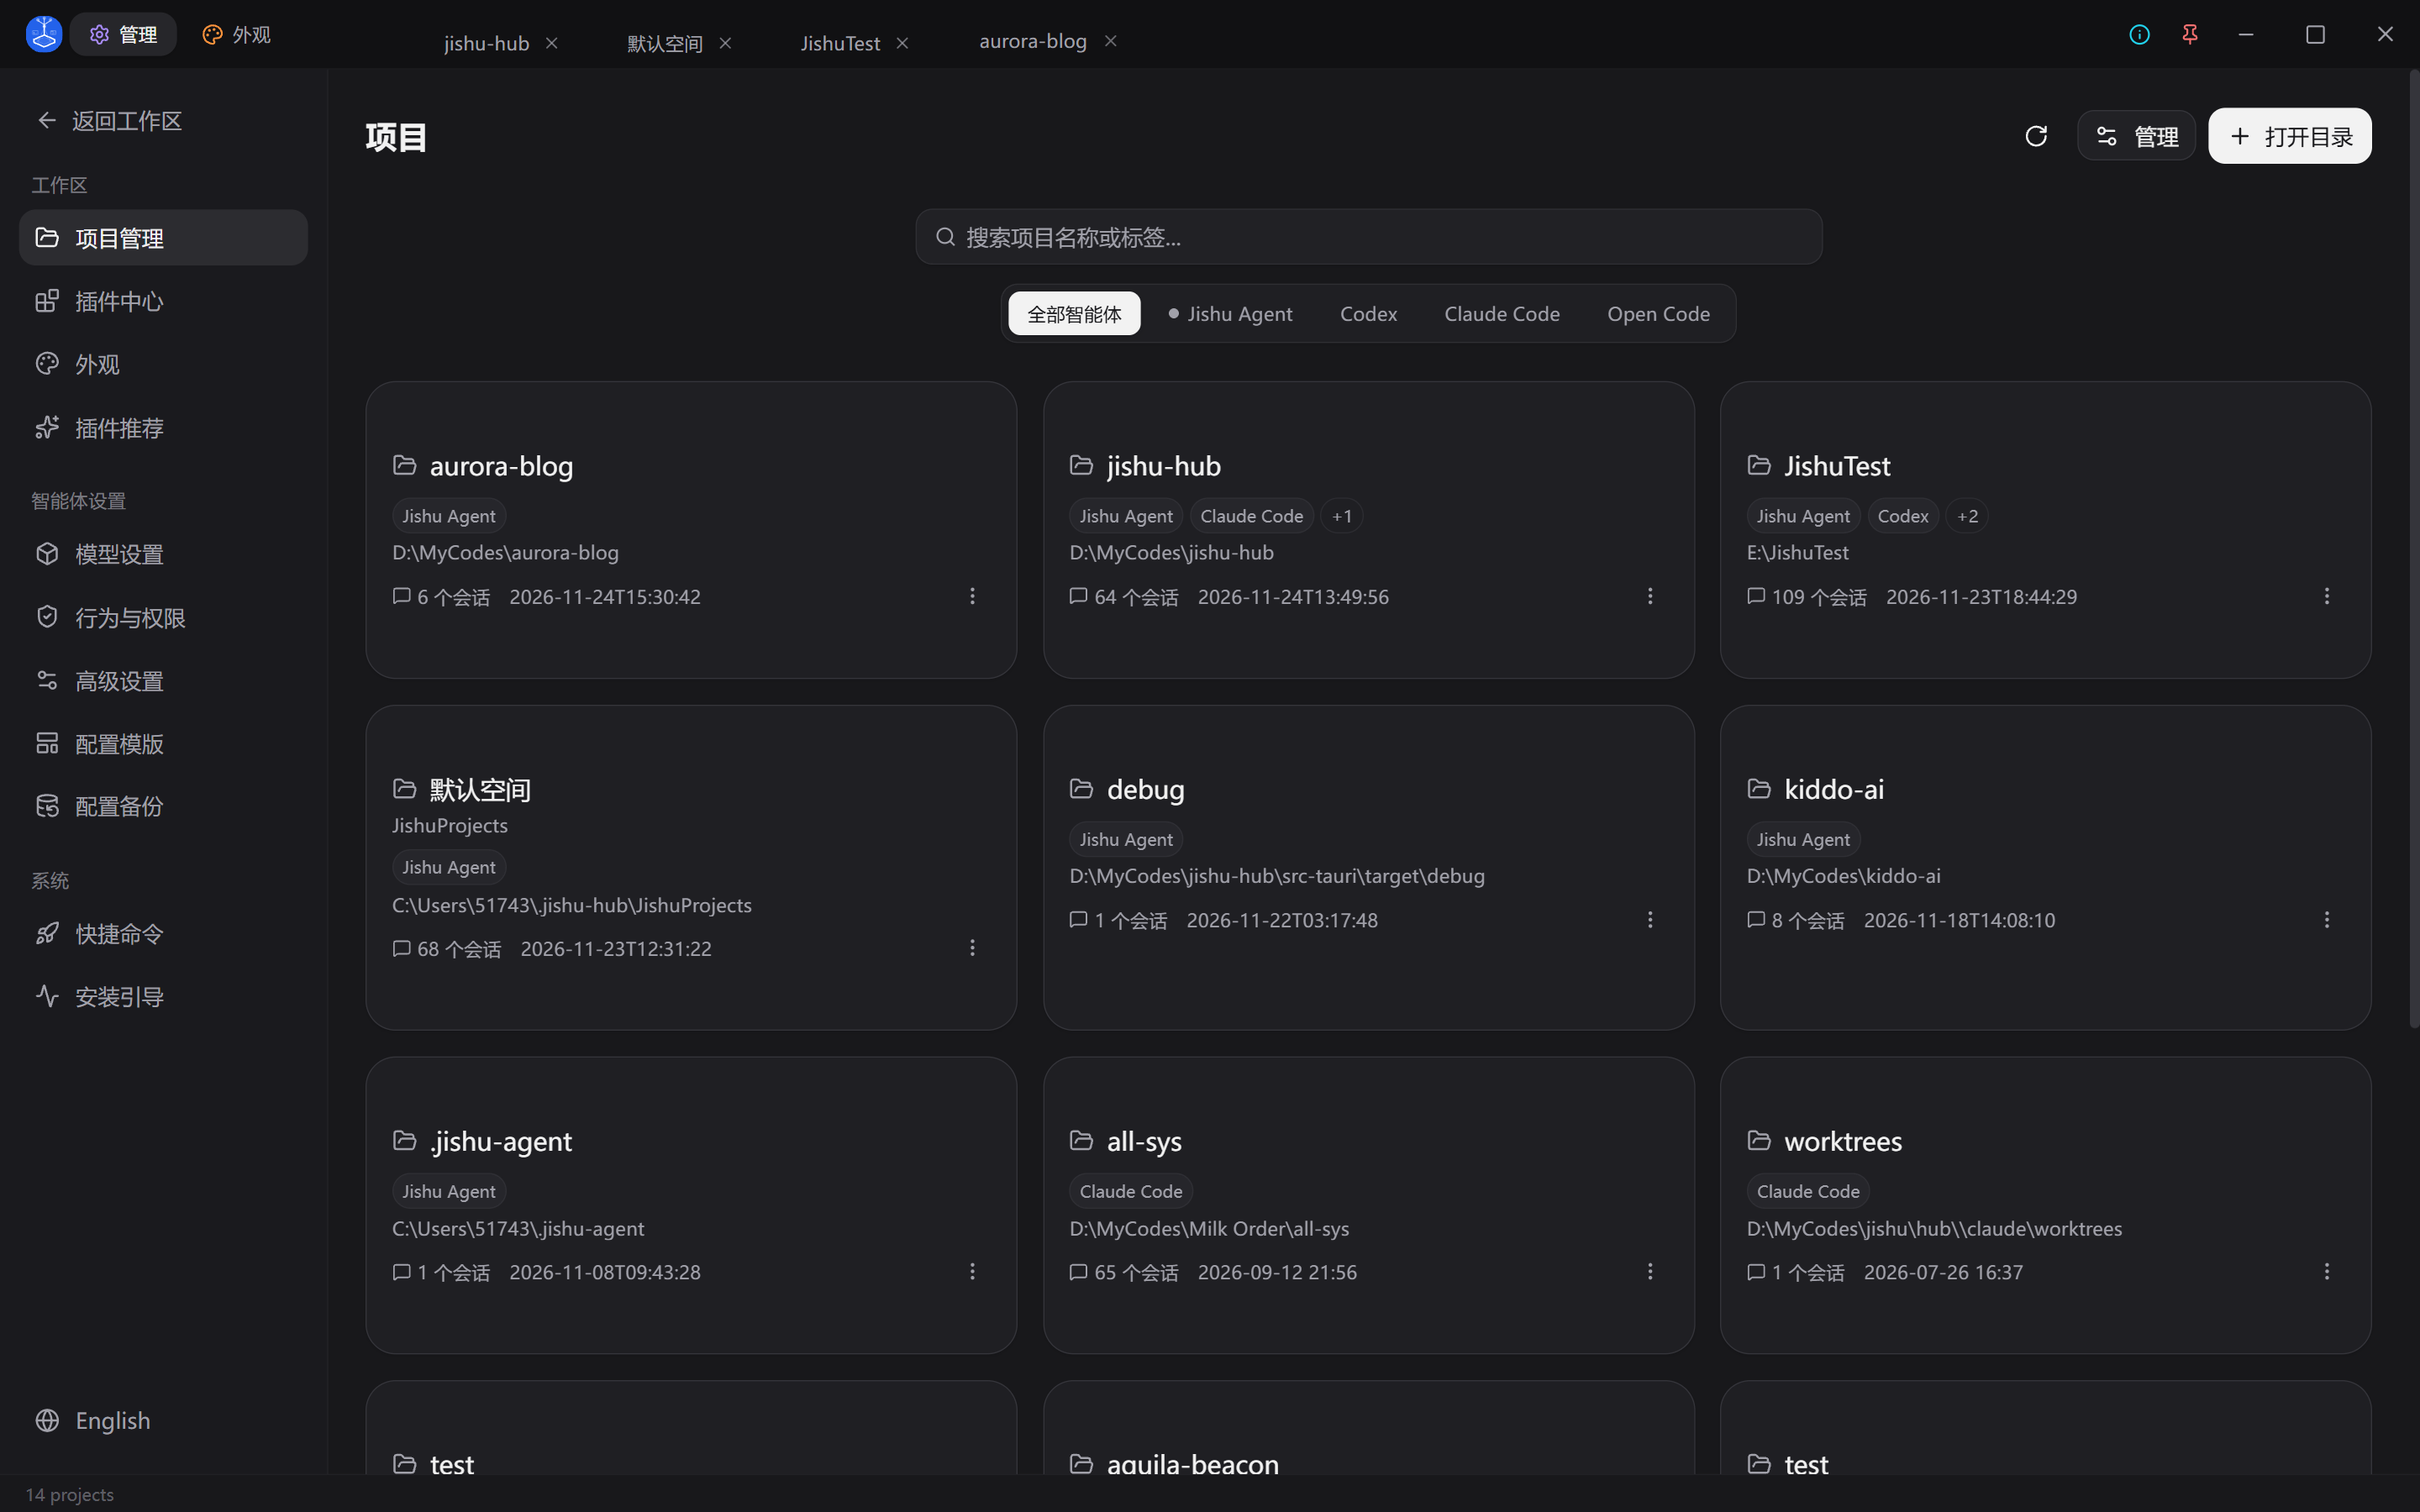 管理
外观
jishu-hub
默认空间
JishuTest
aurora-blog
返回工作区
工作区
项目管理
插件中心
外观
插件推荐
智能体设置
模型设置
行为与权限
高级设置
配置模版
配置备份
系统
快捷命令
安装引导
English
14 projects
项目
管理
打开目录
搜索项目名称或标签...
全部智能体
Jishu Agent
Codex
Claude Code
Open Code
aurora-blog
Jishu Agent
D:\MyCodes\aurora-blog
6 个会话 2026-11-24T15:30:42
jishu-hub
Jishu Agent Claude Code +1
D:\MyCodes\jishu-hub
64 个会话 2026-11-24T13:49:56
JishuTest
Jishu Agent Codex +2
E:\JishuTest
109 个会话 2026-11-23T18:44:29
默认空间
JishuProjects
Jishu Agent
C:\Users\51743\.jishu-hub\JishuProjects
68 个会话 2026-11-23T12:31:22
debug
Jishu Agent
D:\MyCodes\jishu-hub\src-tauri\target\debug
1 个会话 2026-11-22T03:17:48
kiddo-ai
Jishu Agent
D:\MyCodes\kiddo-ai
8 个会话 2026-11-18T14:08:10
.jishu-agent
Jishu Agent
C:\Users\51743\.jishu-agent
1 个会话 2026-11-08T09:43:28
all-sys
Claude Code
D:\MyCodes\Milk Order\all-sys
65 个会话 2026-09-12 21:56
worktrees
Claude Code
D:\MyCodes\jishu\hub\\claude\worktrees
1 个会话 2026-07-26 16:37
test
aquila-beacon
test